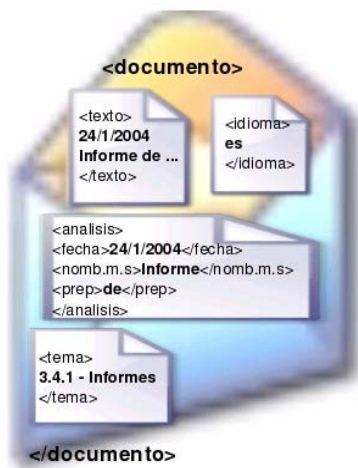 <documento>
<texto>
24/1/2004
Informe de ...
</texto>
<idioma>
es
</idioma>
<analisis>
<fecha>24/1/2004</fecha>
<nomb.m.s>Informe</nomb.m.s>
<prep>de</prep>
</analisis>
<tema>
3.4.1 - Informes
</tema>
</documento>